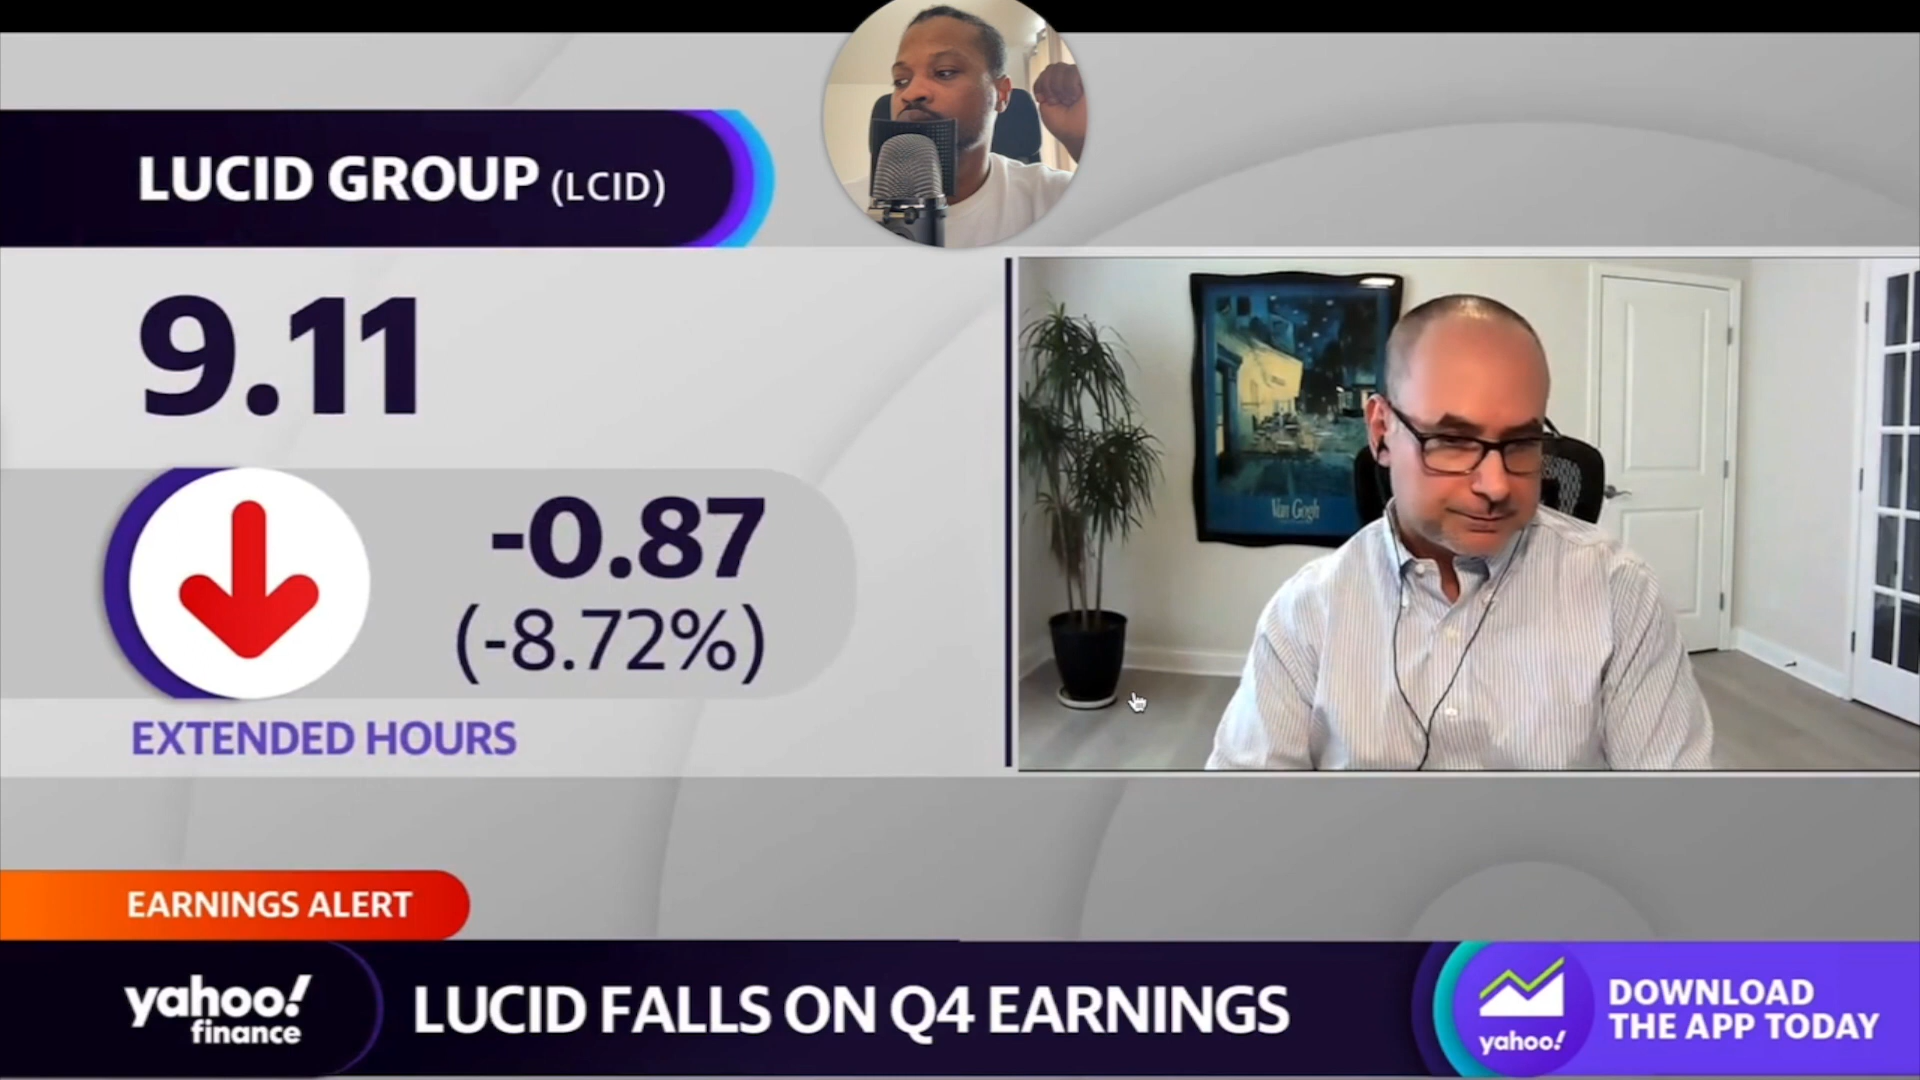 LUCID GROUP (LCID)
9.11
-0.87
(-8.72%)
EXTENDED HOURS
Van Gogh
EARNINGS ALERT
yahoo!
finance
LUCID FALLS ON Q4 EARNINGS
yahoo!
DOWNLOAD
THE APP TODAY